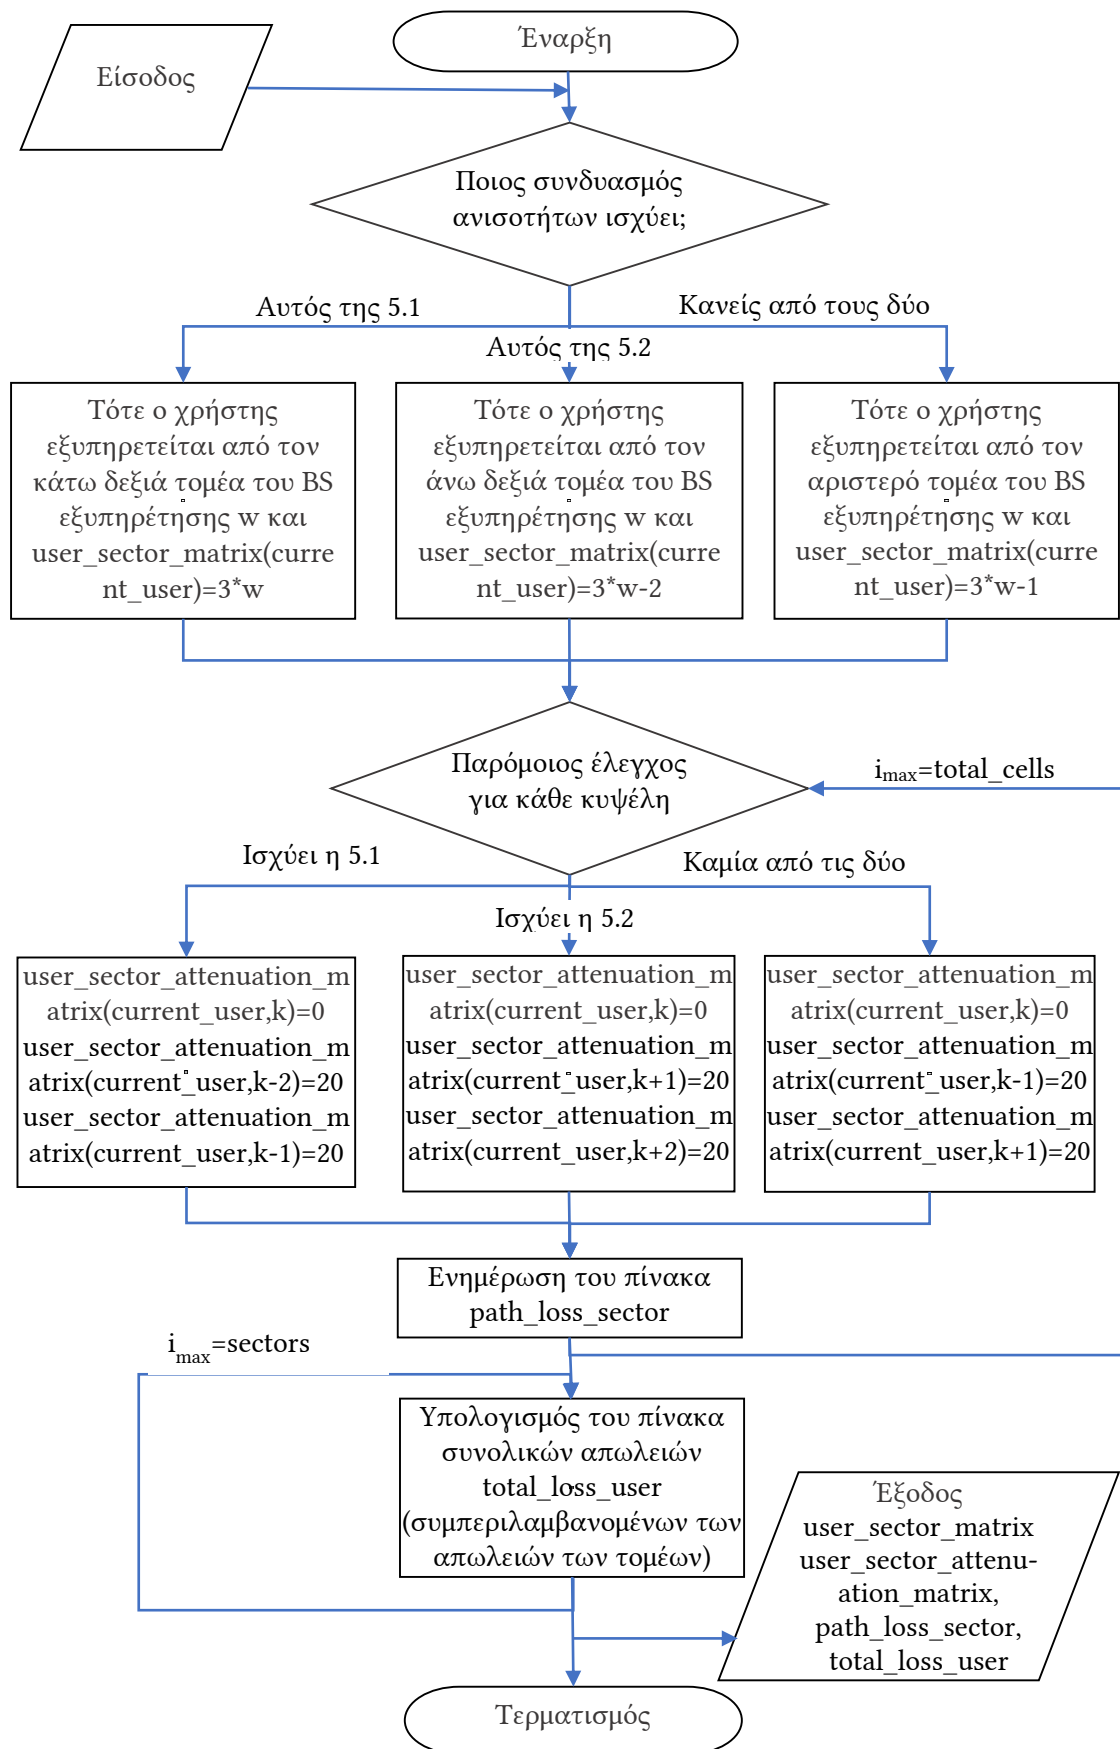 Έναρξη
Είσοδος
Ποιος συνδυασμός
ανισοτήτων ισχύει;
Αυτός της 5.1
Κανείς από τους δύο
Αυτός της 5.2
Τότε ο χρήστης
εξυπηρετείται από τον
κάτω δεξιά τομέα του BS
εξυπηρέτησης w και
user_sector_matrix(curre
nt_user)=3*w
Τότε ο χρήστης
εξυπηρετείται από τον
άνω δεξιά τομέα του BS
εξυπηρέτησης w και
user_sector_matrix(curre
nt_user)=3*w-2
Τότε ο χρήστης
εξυπηρετείται από τον
αριστερό τομέα του BS
εξυπηρέτησης w και
user_sector_matrix(curre
nt_user)=3*w-1
Παρόμοιος έλεγχος
για κάθε κυψέλη
imax=total_cells
Ισχύει η 5.1
Καμία από τις δύο
Ισχύει η 5.2
user_sector_attenuation_m
atrix(current_user,k)=0
user_sector_attenuation_m
atrix(current_user,k-2)=20
user_sector_attenuation_m
atrix(current_user,k-1)=20
user_sector_attenuation_m
atrix(current_user,k)=0
user_sector_attenuation_m
atrix(current_user,k+1)=20
user_sector_attenuation_m
atrix(current_user,k+2)=20
user_sector_attenuation_m
atrix(current_user,k)=0
user_sector_attenuation_m
atrix(current_user,k-1)=20
user_sector_attenuation_m
atrix(current_user,k+1)=20
Ενημέρωση του πίνακα
path_loss_sector
imax=sectors
Υπολογισμός του πίνακα
συνολικών απωλειών
total_loss_user
(συμπεριλαμβανομένων των
απωλειών των τομέων)
Έξοδος
user_sector_matrix
user_sector_attenu-
ation_matrix,
path_loss_sector,
total_loss_user
Τερματισμός